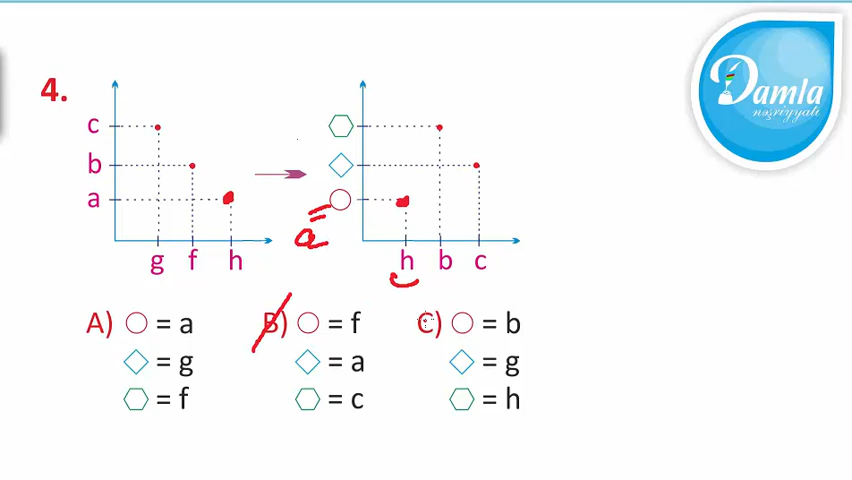 4.
Damla
nəşriyyatı
c
b
a
g f h
a
h b c
A) = a
= g
= f
B) = f
= a
= c
C) = b
= g
= h